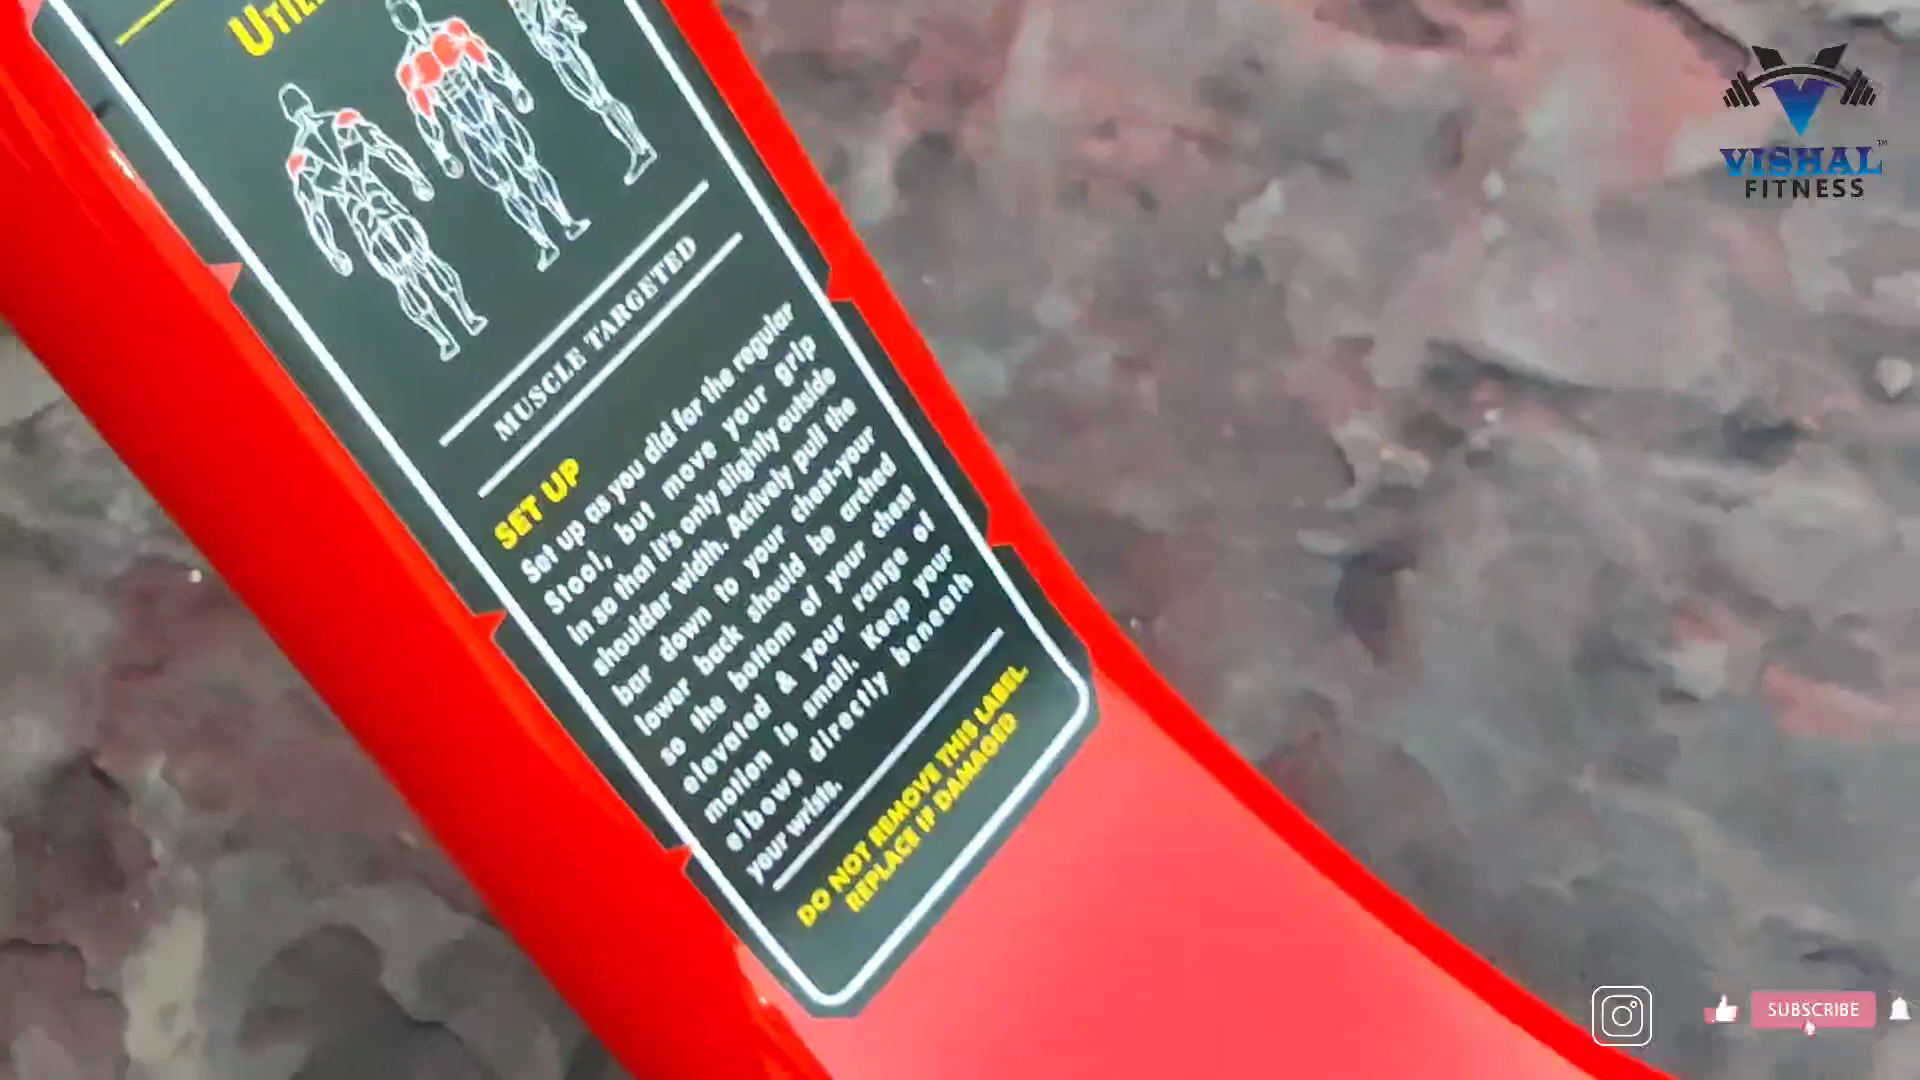 MUSCLE TARGETED
SET UP
Set up as you did for the regular
Stool, but move your grip
in so that it's only slightly outside
shoulder width. Actively pull the
bar down to your chest-your
lower back should be arched
so the bottom of your chest
elevated & your range of
motion is small. Keep your
elbows directly beneath
your wrists.
DO NOT REMOVE THIS LABEL.
REPLACE IF DAMAGED
VISHAL™
FITNESS
SUBSCRIBE